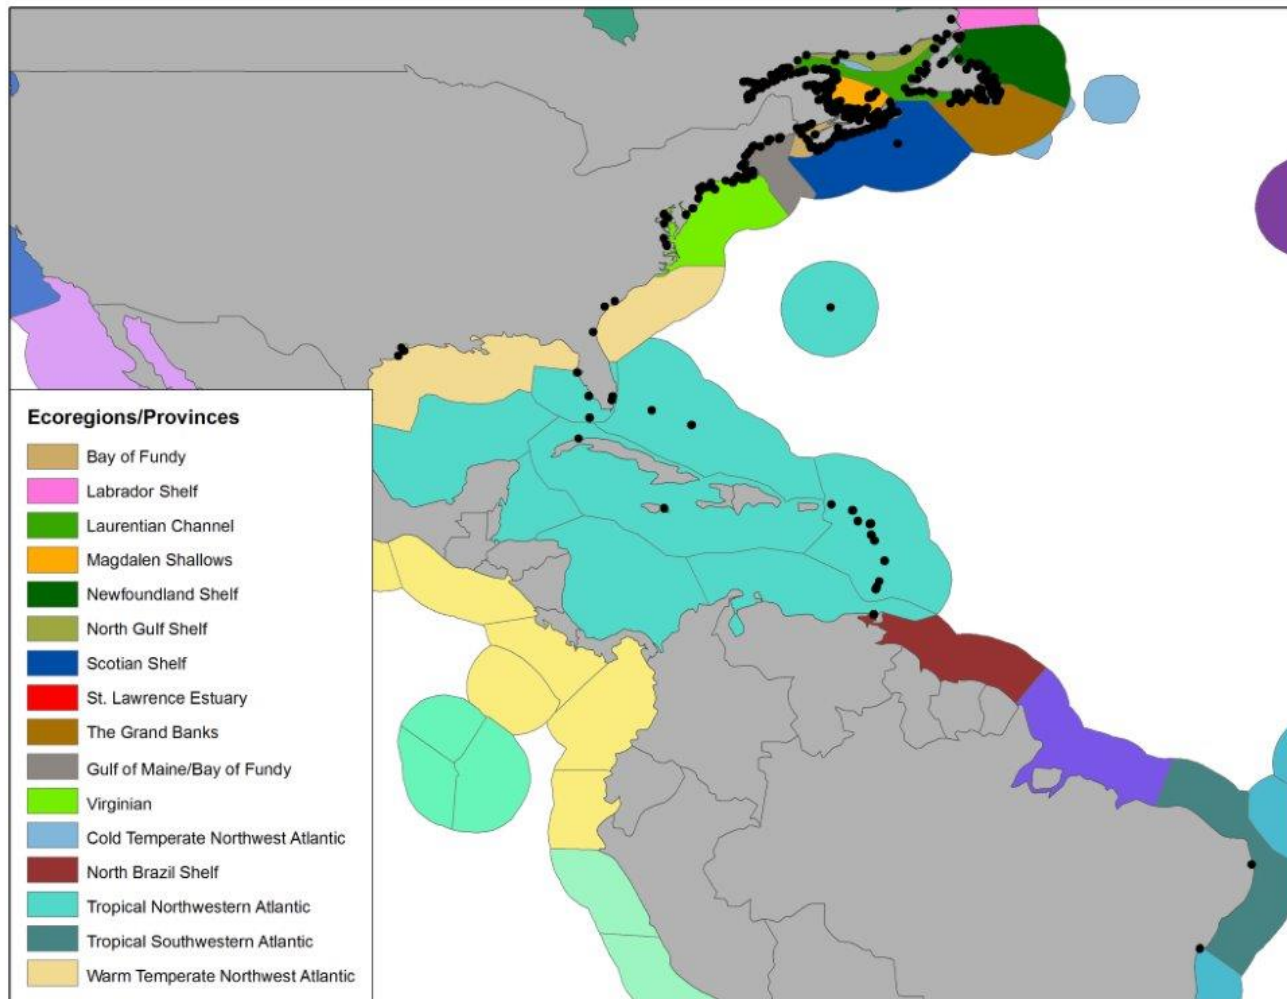 Ecoregions/Provinces
Bay of Fundy
Labrador Shelf
Laurentian Channel
Magdalen Shallows
Newfoundland Shelf
North Gulf Shelf
Scotian Shelf
St. Lawrence Estuary
The Grand Banks
Gulf of Maine/Bay of Fundy
Virginian
Cold Temperate Northwest Atlantic
North Brazil Shelf
Tropical Northwestern Atlantic
Tropical Southwestern Atlantic
Warm Temperate Northwest Atlantic